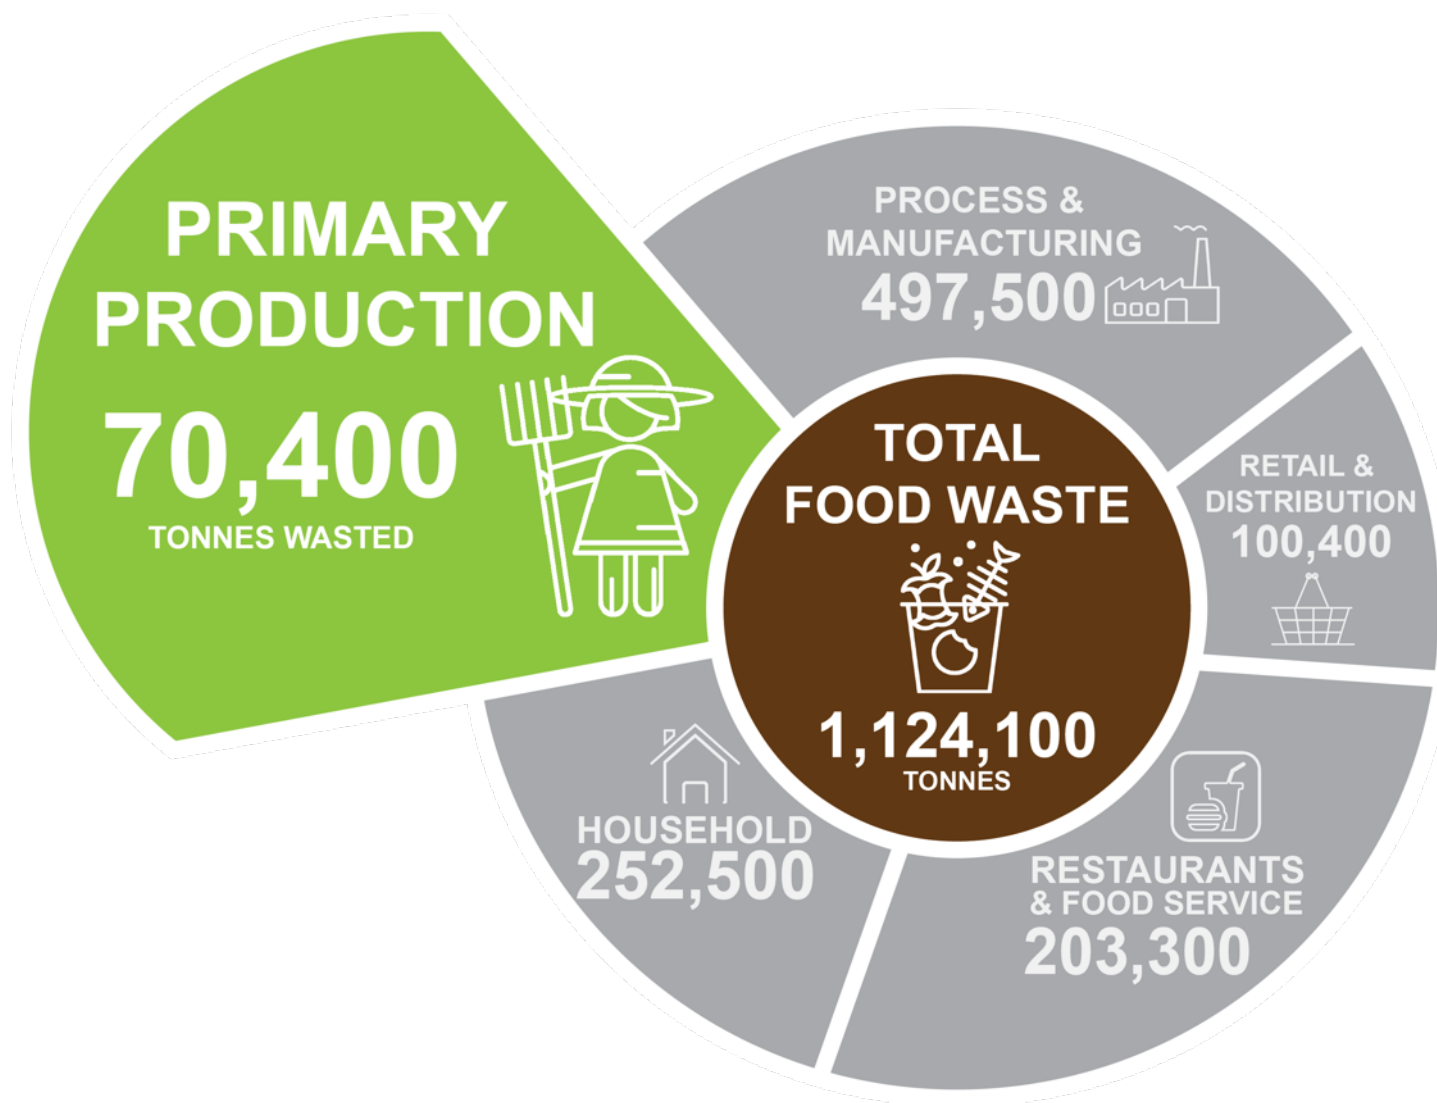 PRIMARY
PRODUCTION
70,400
TONNES WASTED
PROCESS &
MANUFACTURING
497,500
RETAIL &
DISTRIBUTION
100,400
TOTAL
FOOD WASTE
1,124,100
TONNES
HOUSEHOLD
252,500
RESTAURANTS
& FOOD SERVICE
203,300